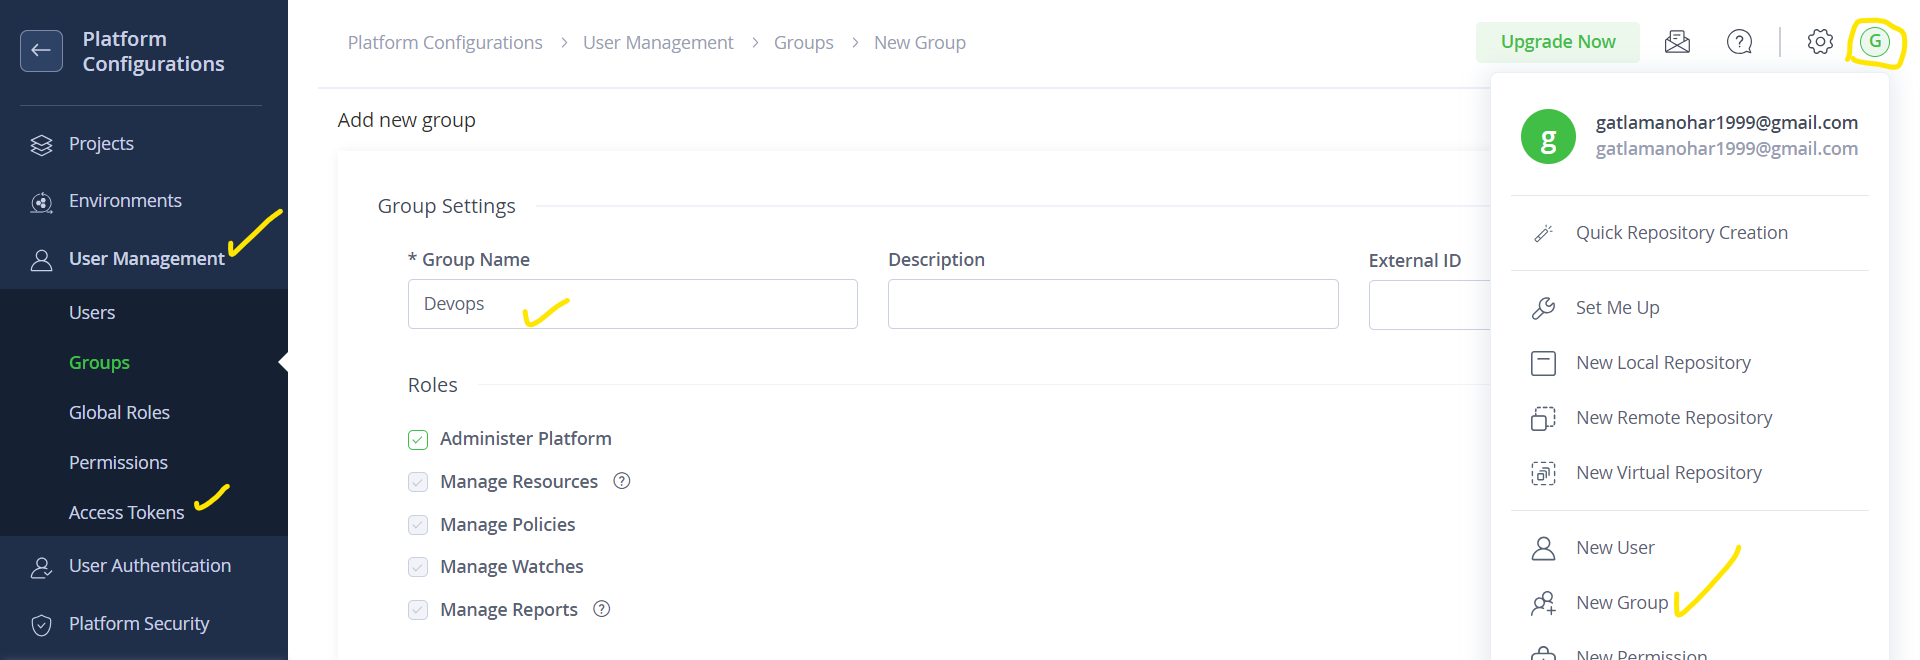 Platform
Configurations
Projects
Environments
User Management
Users
Groups
Global Roles
Permissions
Access Tokens
User Authentication
Platform Security
Platform Configurations > User Management > Groups > New Group
Upgrade Now
G
Add new group
Group Settings
* Group Name
Description
External ID
Devops
Roles
Administer Platform
Manage Resources ?
Manage Policies
Manage Watches
Manage Reports ?
g
gatlamanohar1999@gmail.com
gatlamanohar1999@gmail.com
Quick Repository Creation
Set Me Up
New Local Repository
New Remote Repository
New Virtual Repository
New User
New Group
New Permission